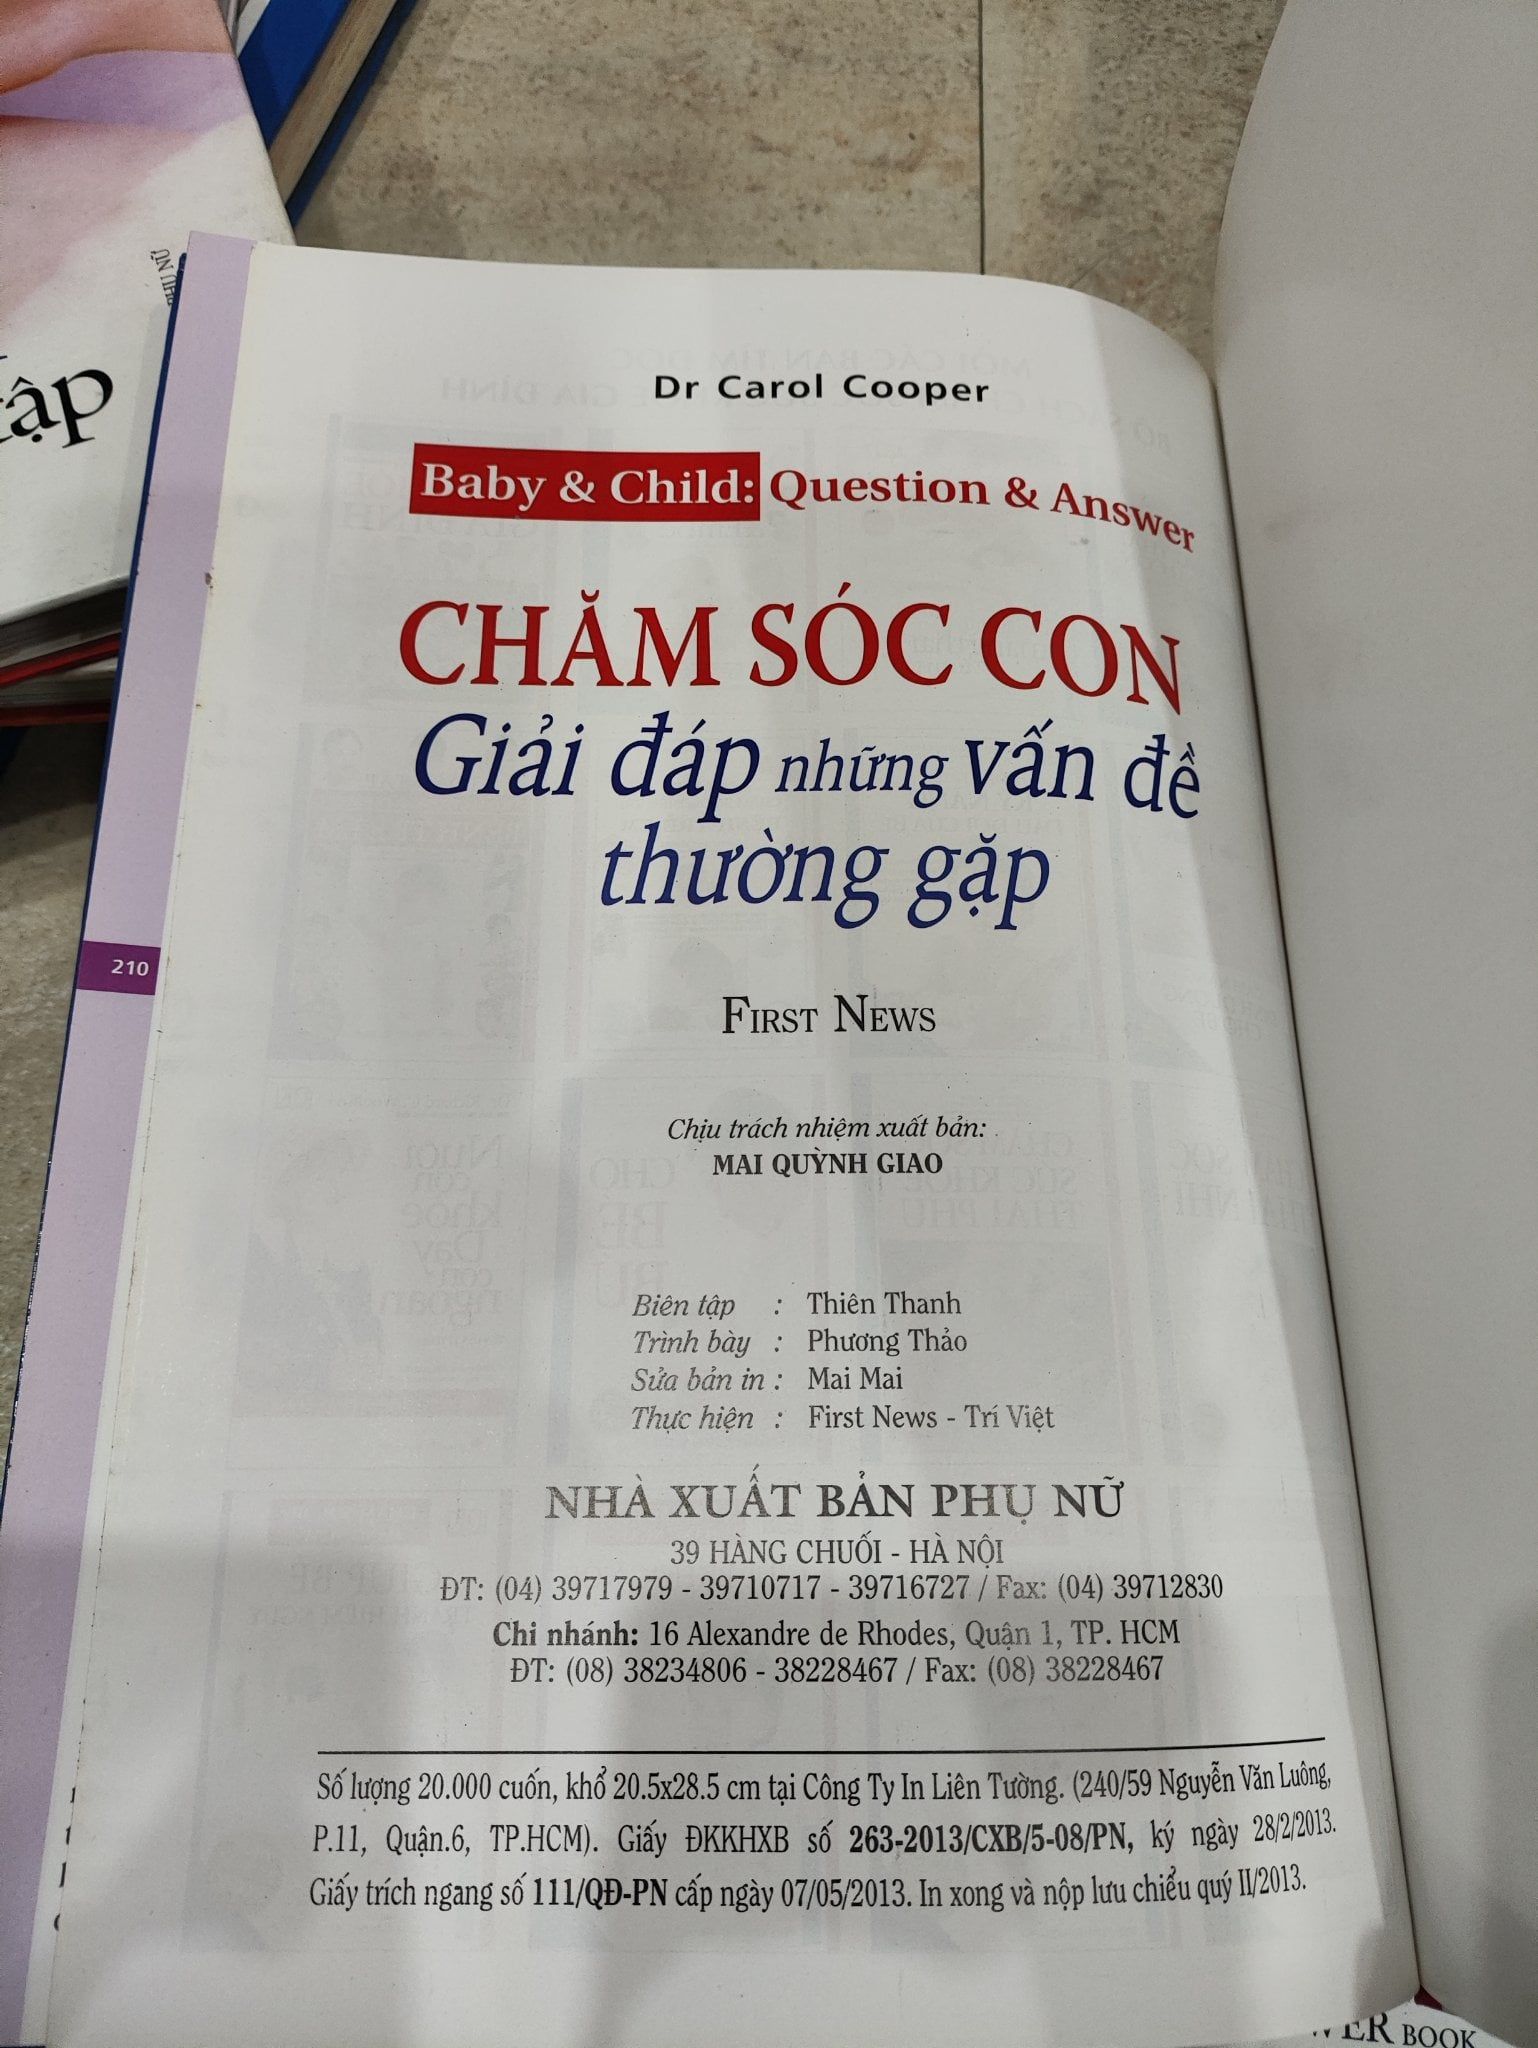 tập
Dr Carol Cooper
Baby & Child: Question & Answer
CHĂM SÓC CON
Giải đáp những vấn đề
thường gặp
210
FIRST NEWS
Chịu trách nhiệm xuất bản:
MAI QUỲNH GIAO
Biên tập : Thiên Thanh
Trình bày : Phương Thảo
Sửa bản in : Mai Mai
Thực hiện : First News - Trí Việt
NHÀ XUẤT BẢN PHỤ NỮ
39 HÀNG CHUỐI - HÀ NỘI
ĐT: (04) 39717979 - 39710717 - 39716727 / Fax: (04) 39712830
Chi nhánh: 16 Alexandre de Rhodes, Quận 1, TP. HCM
ĐT: (08) 38234806 - 38228467 / Fax: (08) 38228467
Số lượng 20.000 cuốn, khổ 20.5x28.5 cm tại Công Ty In Liên Tường. (240/59 Nguyễn Văn Luông,
P.11, Quận.6, TP.HCM). Giấy ĐKKHXB số 263-2013/CXB/5-08/PN, ký ngày 28/2/2013.
Giấy trích ngang số 111/QĐ-PN cấp ngày 07/05/2013. In xong và nộp lưu chiểu quý II/2013.
BOOK